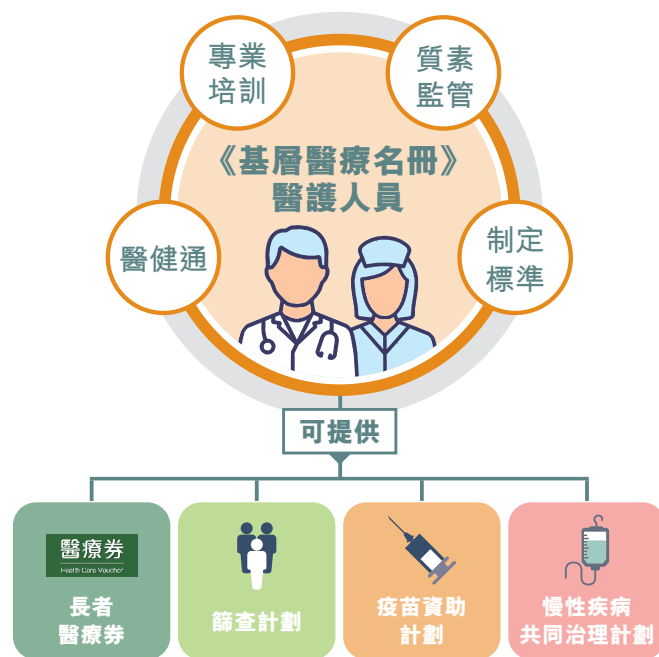 專業
培訓
質素
監管
《基層醫療名冊》
醫護人員
醫健通
制定
標準
可提供
醫療券
Health Care Voucher
長者
醫療券
篩查計劃
疫苗資助
計劃
慢性疾病
共同治理計劃